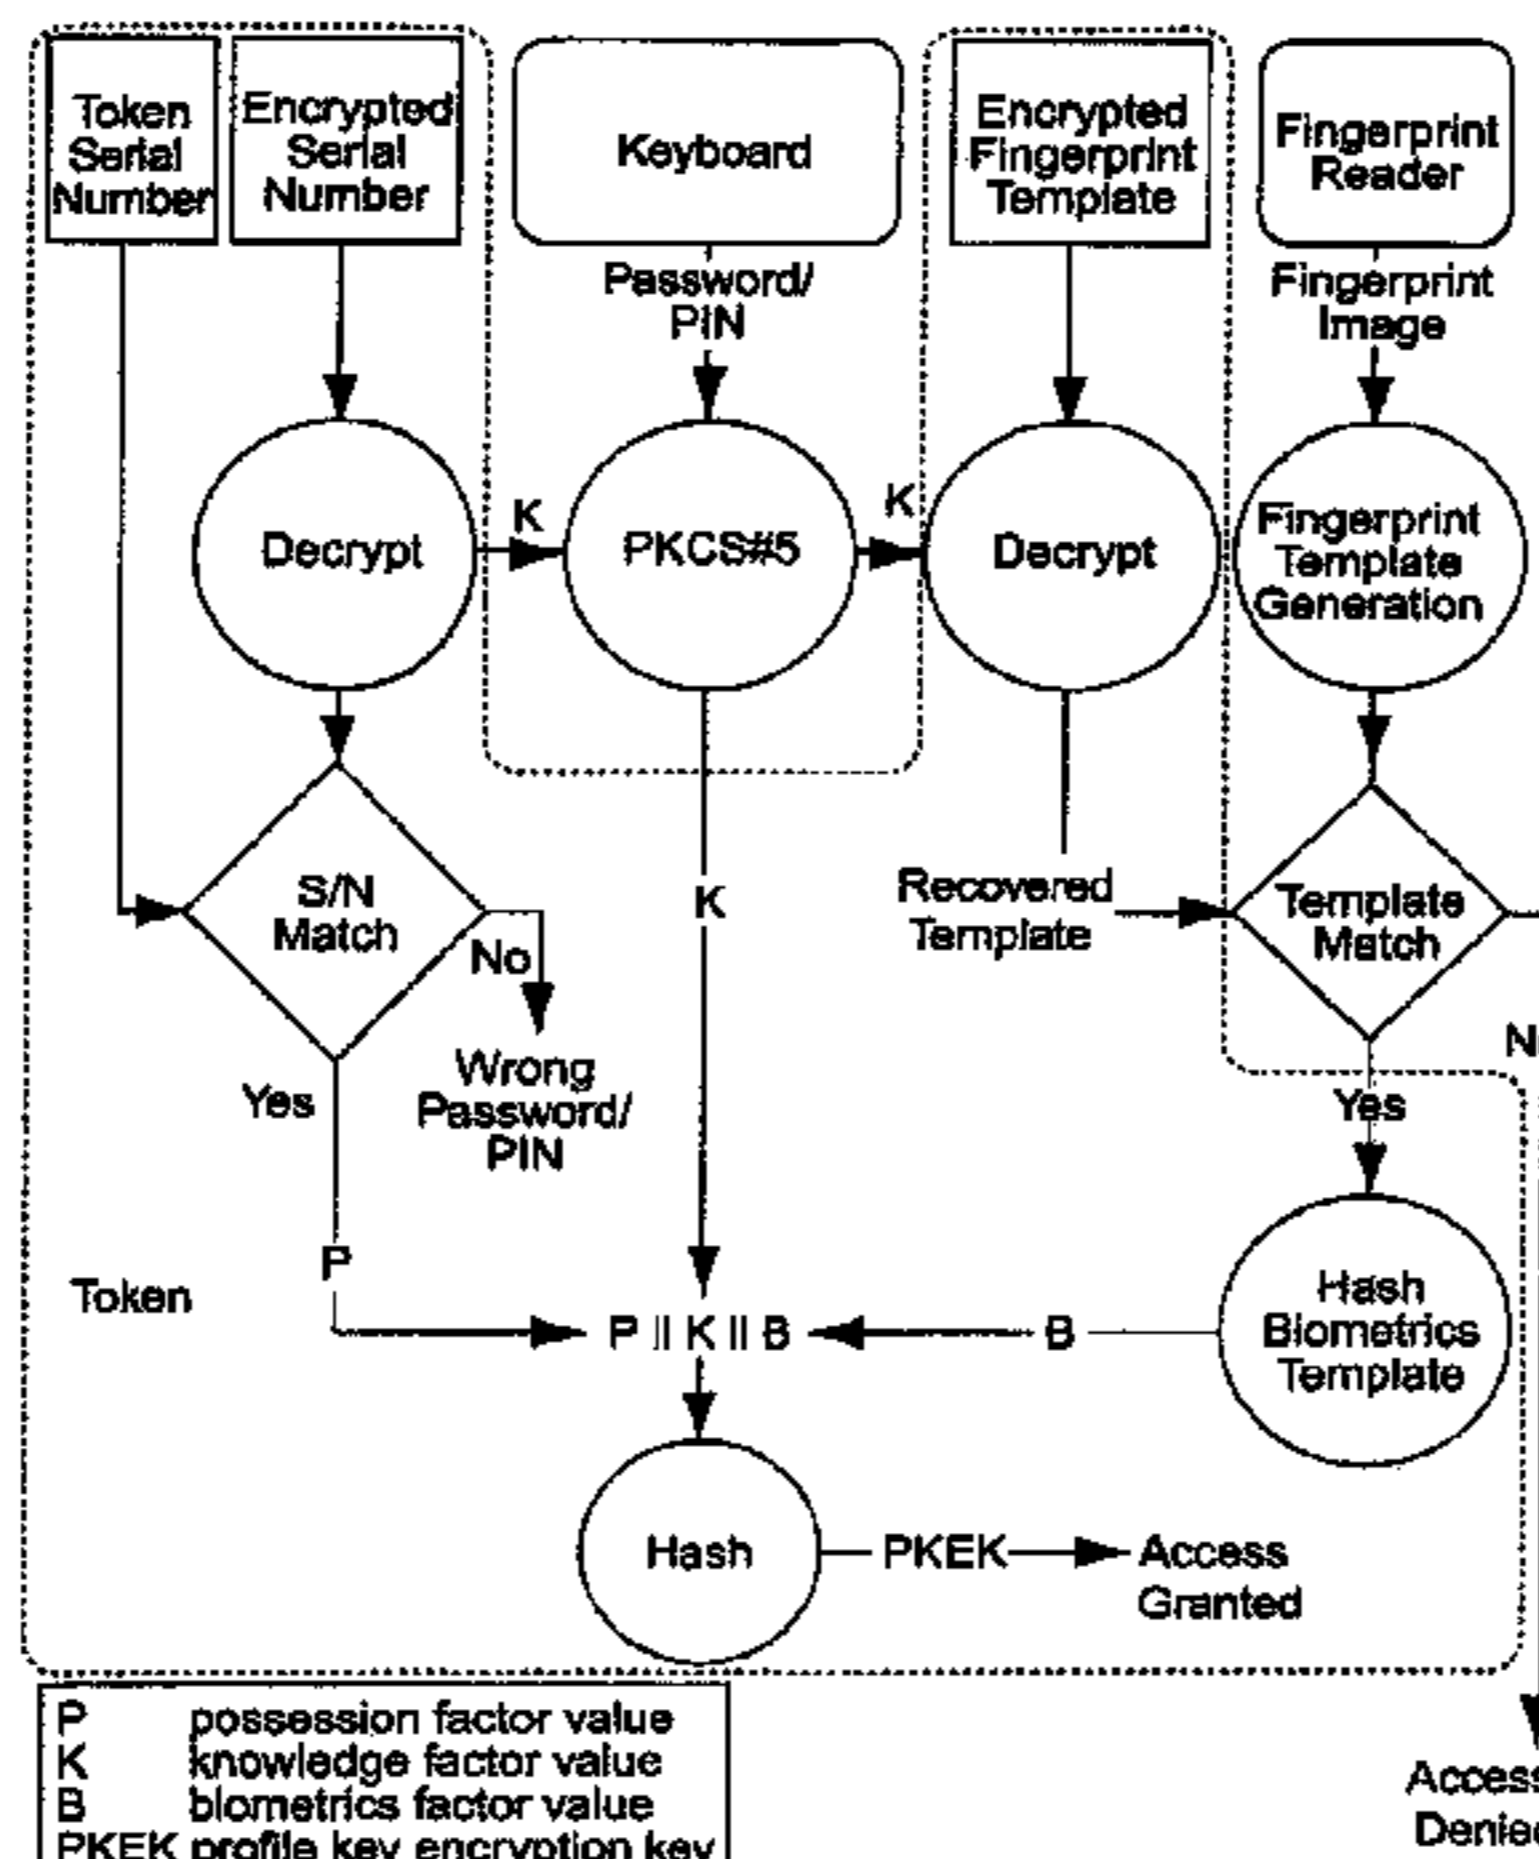 Token
Serial
Number
Encrypted
Serial
Number
Keyboard
Encrypted
Fingerprint
Template
Fingerprint
Reader
Password/
PIN
Fingerprint
Image
Decrypt
K
PKCS#5
K
Decrypt
Fingerprint
Template
Generation
S/N
Match
No
K
Recovered
Template
Template
Match
Wrong
Password/
PIN
Yes
Yes
P
Token
P || K || B
B
Hash
Biometrics
Template
Hash
PKEK
Access
Granted
P possession factor value
K knowledge factor value
B biometrics factor value
PKEK profile key encryption key
Access